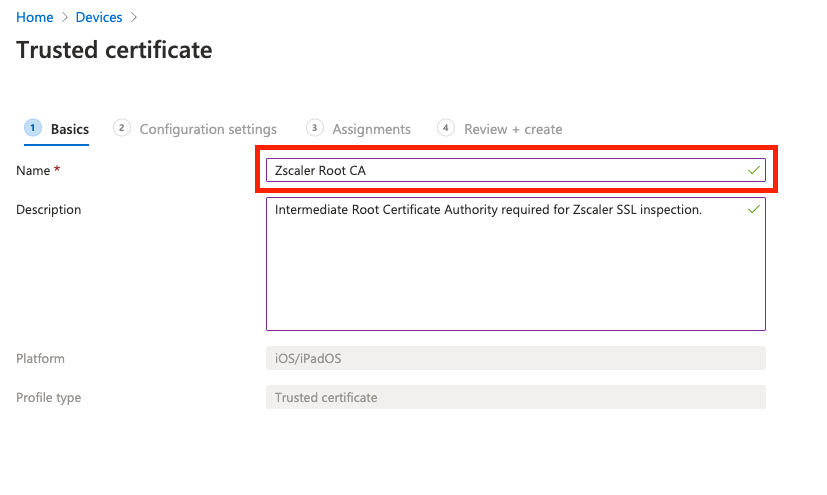 Home > Devices >
Trusted certificate
1 Basics 2 Configuration settings 3 Assignments 4 Review + create
Name * Zscaler Root CA
Description Intermediate Root Certificate Authority required for Zscaler SSL inspection.
Platform iOS/iPadOS
Profile type Trusted certificate